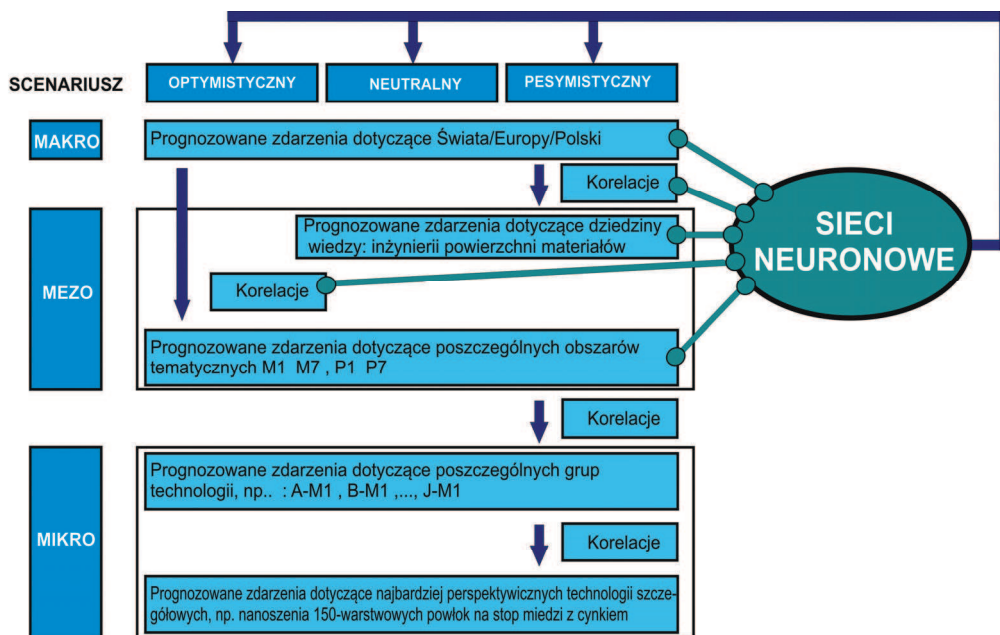 SCENARIUSZ
OPTYMISTYCZNY
NEUTRALNY
PESYMISTYCZNY
MAKRO
Prognozowane zdarzenia dotyczące Świata/Europy/Polski
Korelacje
SIECI
NEURONOWE
MEZO
Prognozowane zdarzenia dotyczące dziedziny
wiedzy: inżynierii powierzchni materiałów
Korelacje
Prognozowane zdarzenia dotyczące poszczególnych obszarów
tematycznych M1 M7 , P1 P7
Korelacje
MIKRO
Prognozowane zdarzenia dotyczące poszczególnych grup
technologii, np.. : A-M1 , B-M1 ,..., J-M1
Korelacje
Prognozowane zdarzenia dotyczące najbardziej perspektywicznych technologii szcze-
gółowych, np. nanoszenia 150-warstwowych powłok na stop miedzi z cynkiem